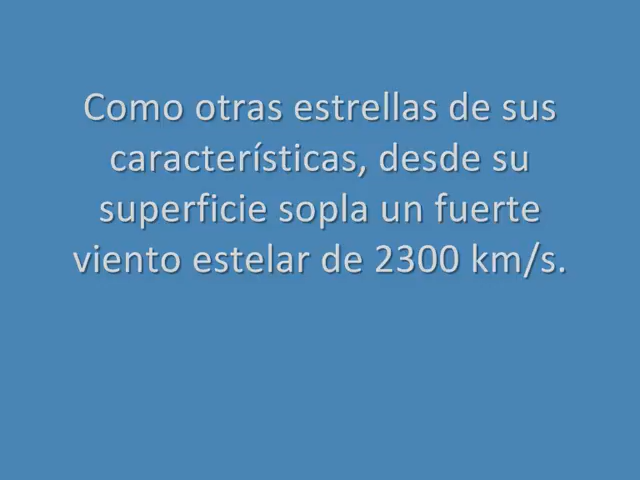 Como otras estrellas de sus
características, desde su
superficie sopla un fuerte
viento estelar de 2300 km/s.